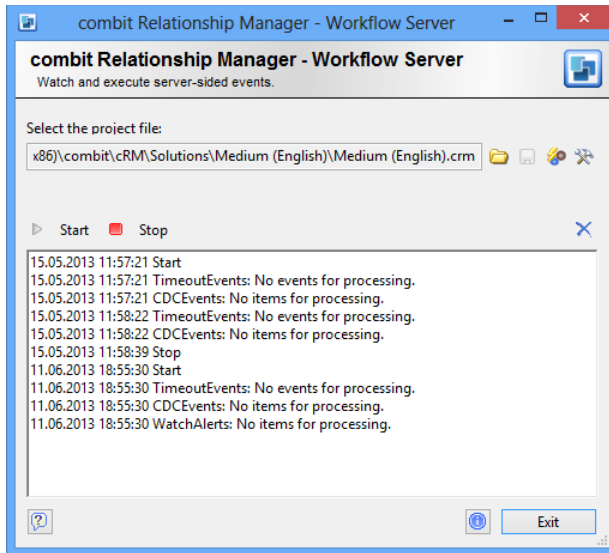 combit Relationship Manager - Workflow Server
combit Relationship Manager - Workflow Server
Watch and execute server-sided events.
Select the project file:
x86)\combit\cRM\Solutions\Medium (English)\Medium (English).crm
Start Stop
15.05.2013 11:57:21 Start
15.05.2013 11:57:21 TimeoutEvents: No events for processing.
15.05.2013 11:57:21 CDCEvents: No items for processing.
15.05.2013 11:58:22 TimeoutEvents: No events for processing.
15.05.2013 11:58:22 CDCEvents: No items for processing.
15.05.2013 11:58:39 Stop
11.06.2013 18:55:30 Start
11.06.2013 18:55:30 TimeoutEvents: No events for processing.
11.06.2013 18:55:30 CDCEvents: No items for processing.
11.06.2013 18:55:30 WatchAlerts: No items for processing.
Exit